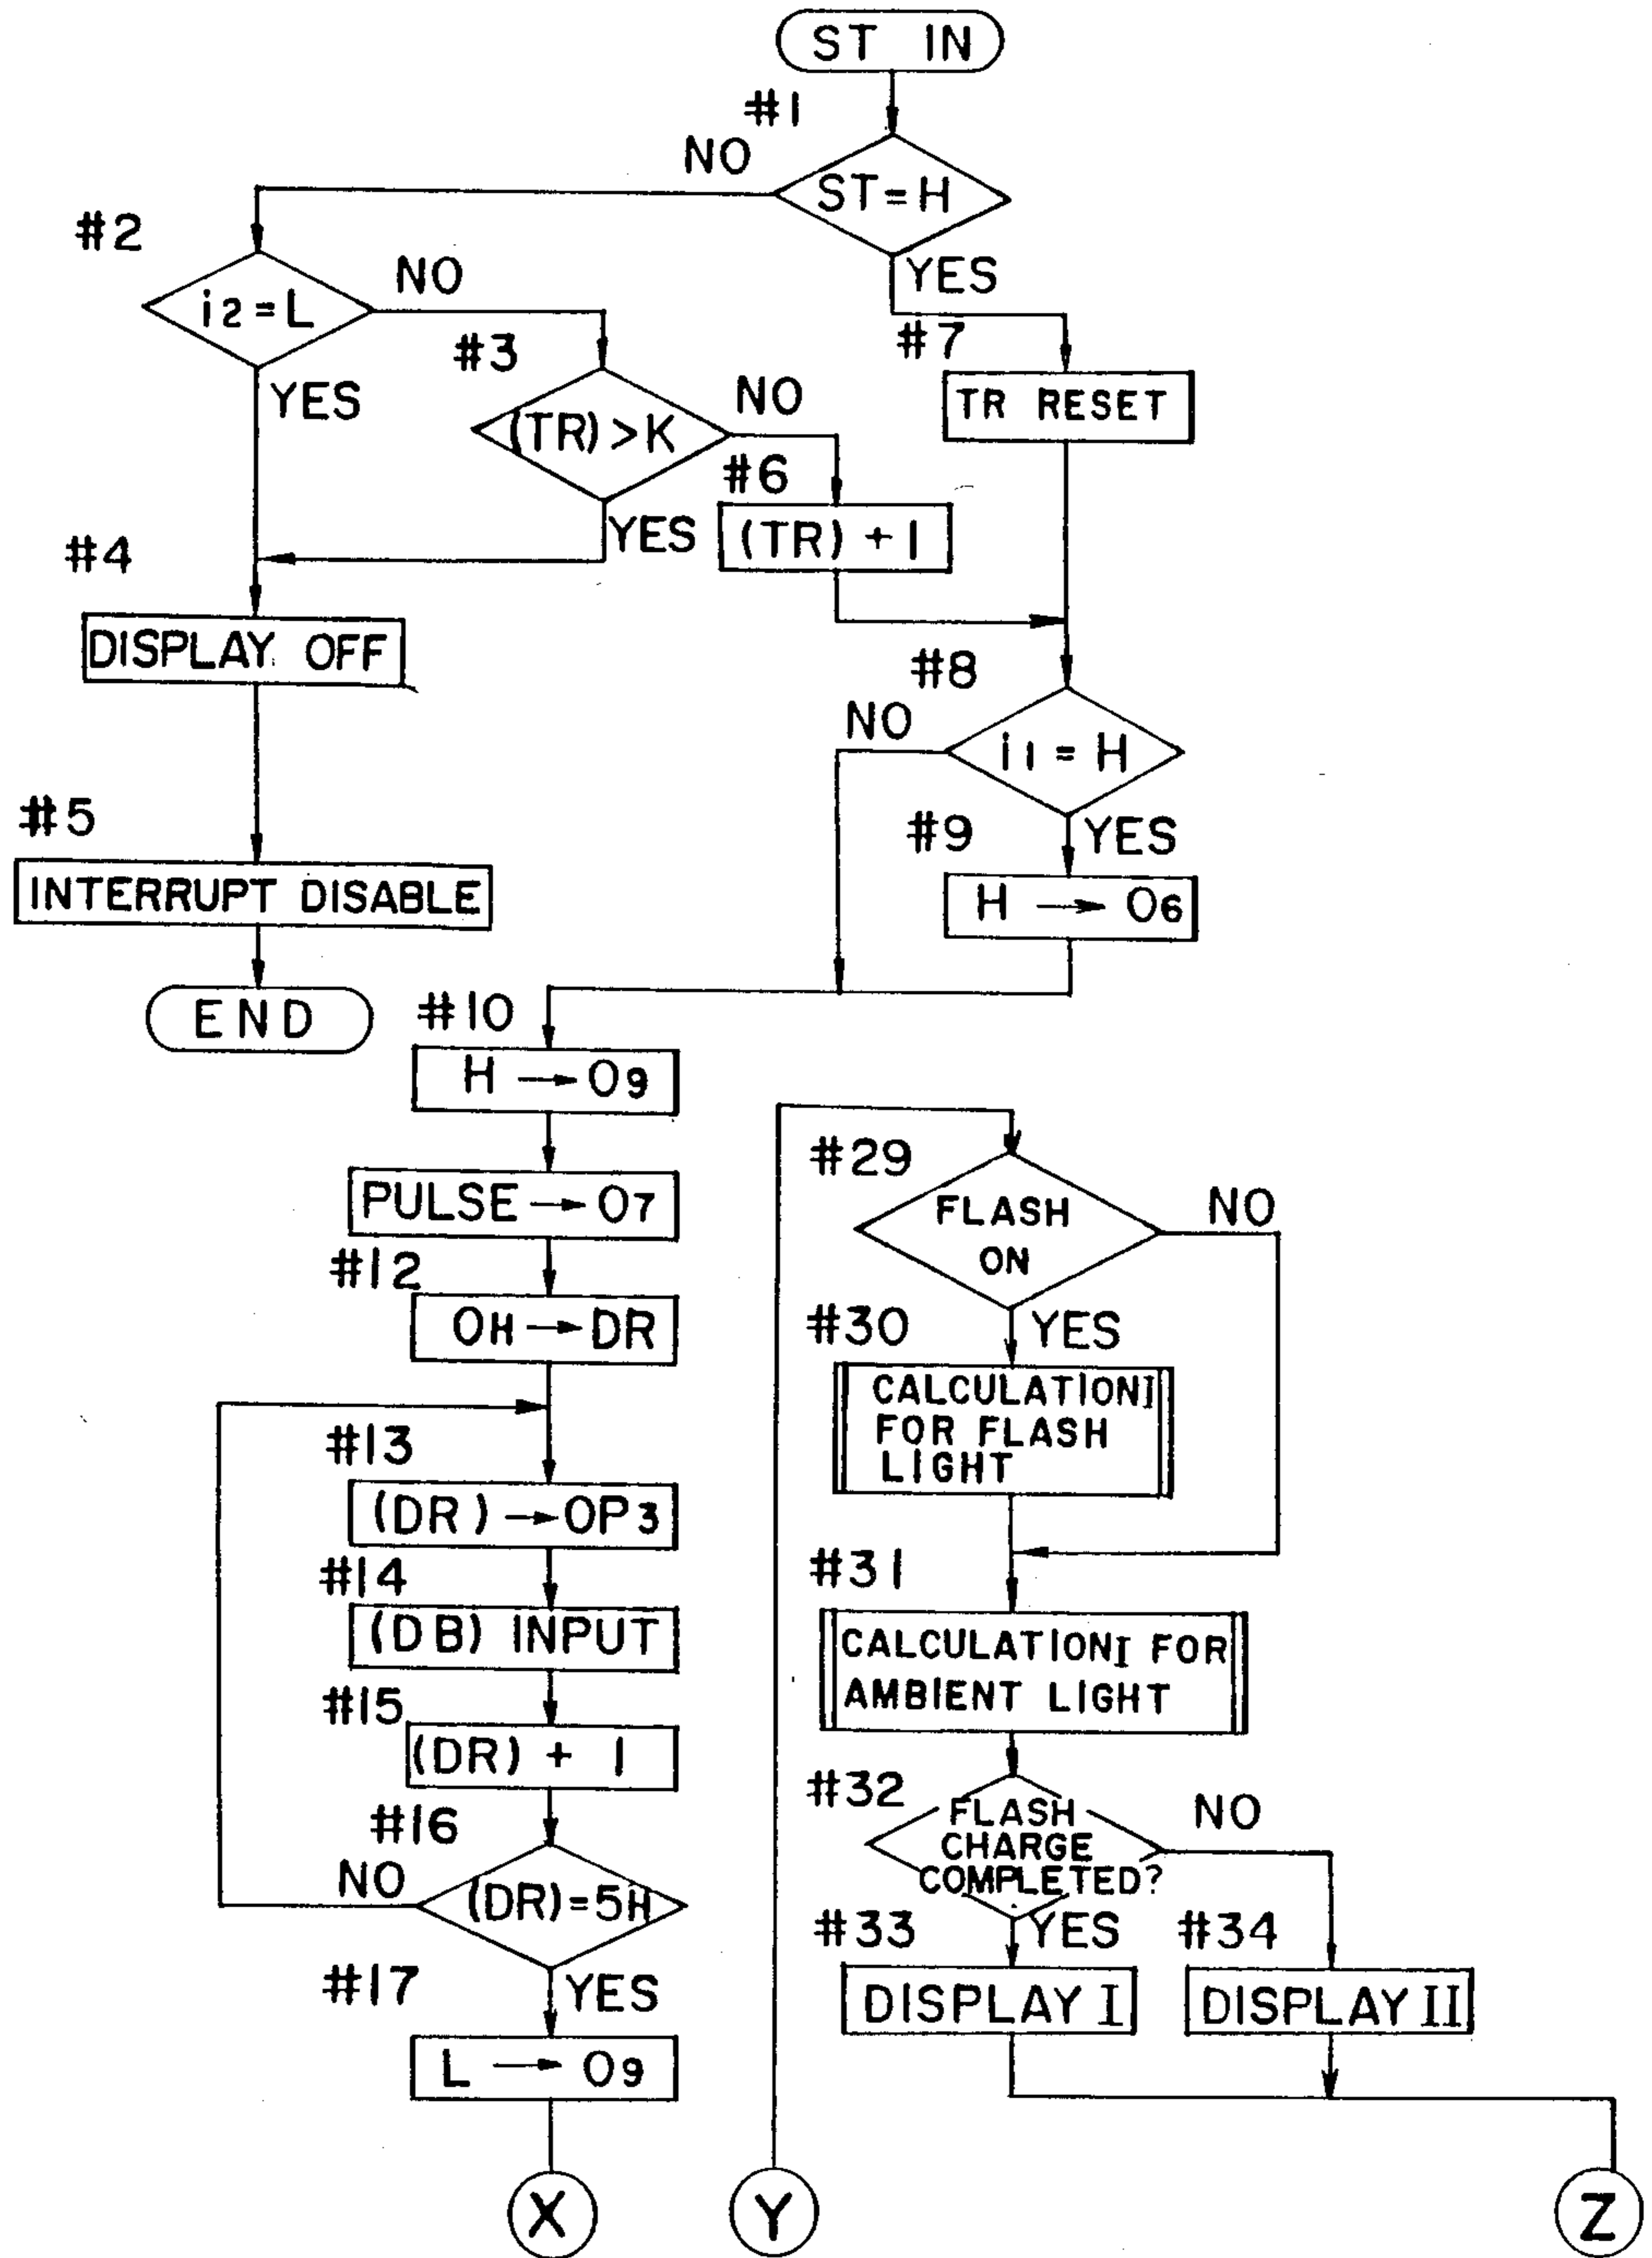 ST IN
#1
NO
ST=H
YES
#2
i2=L
NO
YES
#3
(TR)>K
NO
YES
#6
(TR)+1
#7
TR RESET
#4
DISPLAY OFF
#5
INTERRUPT DISABLE
END
#8
NO
i1=H
YES
#9
H → O6
#10
H → O9
PULSE → O7
#12
OH → DR
#13
(DR) → OP3
#14
(DB) INPUT
#15
(DR) + 1
#16
NO
(DR)=5H
YES
#17
L → O9
X
#29
FLASH
ON
NO
YES
#30
CALCULATION I
FOR FLASH
LIGHT
#31
CALCULATION I FOR
AMBIENT LIGHT
#32
FLASH
CHARGE
COMPLETED?
NO
YES
#33
DISPLAY I
#34
DISPLAY II
Y
Z